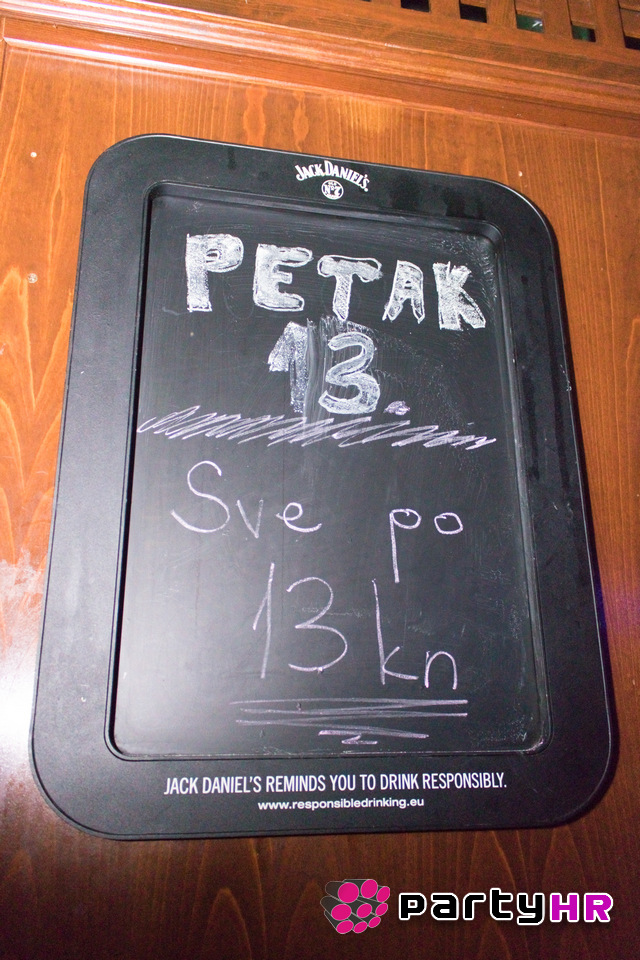 JACK DANIEL'S
OLD No. 7
PETAK
13.
Sve po
13 kn
JACK DANIEL'S REMINDS YOU TO DRINK RESPONSIBLY.
www.responsibledrinking.eu
partyHR